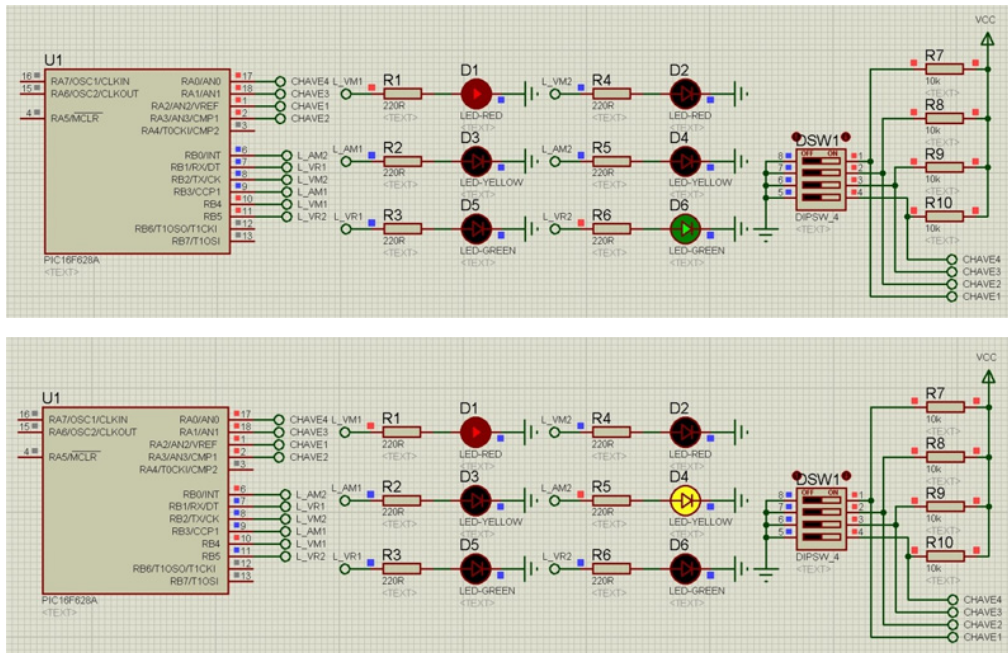 VCC
U1
R7
10k
<TEXT>
16 RA7/OSC1/CLKIN RA0/AN0 17 CHAVE4
15 RA6/OSC2/CLKOUT RA1/AN1 18 CHAVE3
RA2/AN2/VREF 1 CHAVE1
4 RA5/MCLR RA3/AN3/CMP1 2 CHAVE2
RA4/T0CKI/CMP2 3
RB0/INT 6 L_AM2
RB1/RX/DT 7 L_VR1
RB2/TX/CK 8 L_VM2
RB3/CCP1 9 L_AM1
RB4 10 L_VM1
RB5 11 L_VR2
RB6/T1OSO/T1CKI 12
RB7/T1OSI 13
PIC16F628A
<TEXT>
L_VM1 R1 220R <TEXT> D1 LED-RED <TEXT>
L_VM2 R4 220R <TEXT> D2 LED-RED <TEXT>
L_AM1 R2 220R <TEXT> D3 LED-YELLOW <TEXT>
L_AM2 R5 220R <TEXT> D4 LED-YELLOW <TEXT>
L_VR1 R3 220R <TEXT> D5 LED-GREEN <TEXT>
L_VR2 R6 220R <TEXT> D6 LED-GREEN <TEXT>
DSW1
OFF ON
8 1
7 2
6 3
5 4
DIPSW_4
<TEXT>
R8
10k
<TEXT>
R9
10k
<TEXT>
R10
10k
<TEXT>
CHAVE4
CHAVE3
CHAVE2
CHAVE1
VCC
U1
R7
10k
<TEXT>
16 RA7/OSC1/CLKIN RA0/AN0 17 CHAVE4
15 RA6/OSC2/CLKOUT RA1/AN1 18 CHAVE3
RA2/AN2/VREF 1 CHAVE1
4 RA5/MCLR RA3/AN3/CMP1 2 CHAVE2
RA4/T0CKI/CMP2 3
RB0/INT 6 L_AM2
RB1/RX/DT 7 L_VR1
RB2/TX/CK 8 L_VM2
RB3/CCP1 9 L_AM1
RB4 10 L_VM1
RB5 11 L_VR2
RB6/T1OSO/T1CKI 12
RB7/T1OSI 13
PIC16F628A
<TEXT>
L_VM1 R1 220R <TEXT> D1 LED-RED <TEXT>
L_VM2 R4 220R <TEXT> D2 LED-RED <TEXT>
L_AM1 R2 220R <TEXT> D3 LED-YELLOW <TEXT>
L_AM2 R5 220R <TEXT> D4 LED-YELLOW <TEXT>
L_VR1 R3 220R <TEXT> D5 LED-GREEN <TEXT>
L_VR2 R6 220R <TEXT> D6 LED-GREEN <TEXT>
DSW1
OFF ON
8 1
7 2
6 3
5 4
DIPSW_4
<TEXT>
R8
10k
<TEXT>
R9
10k
<TEXT>
R10
10k
<TEXT>
CHAVE4
CHAVE3
CHAVE2
CHAVE1